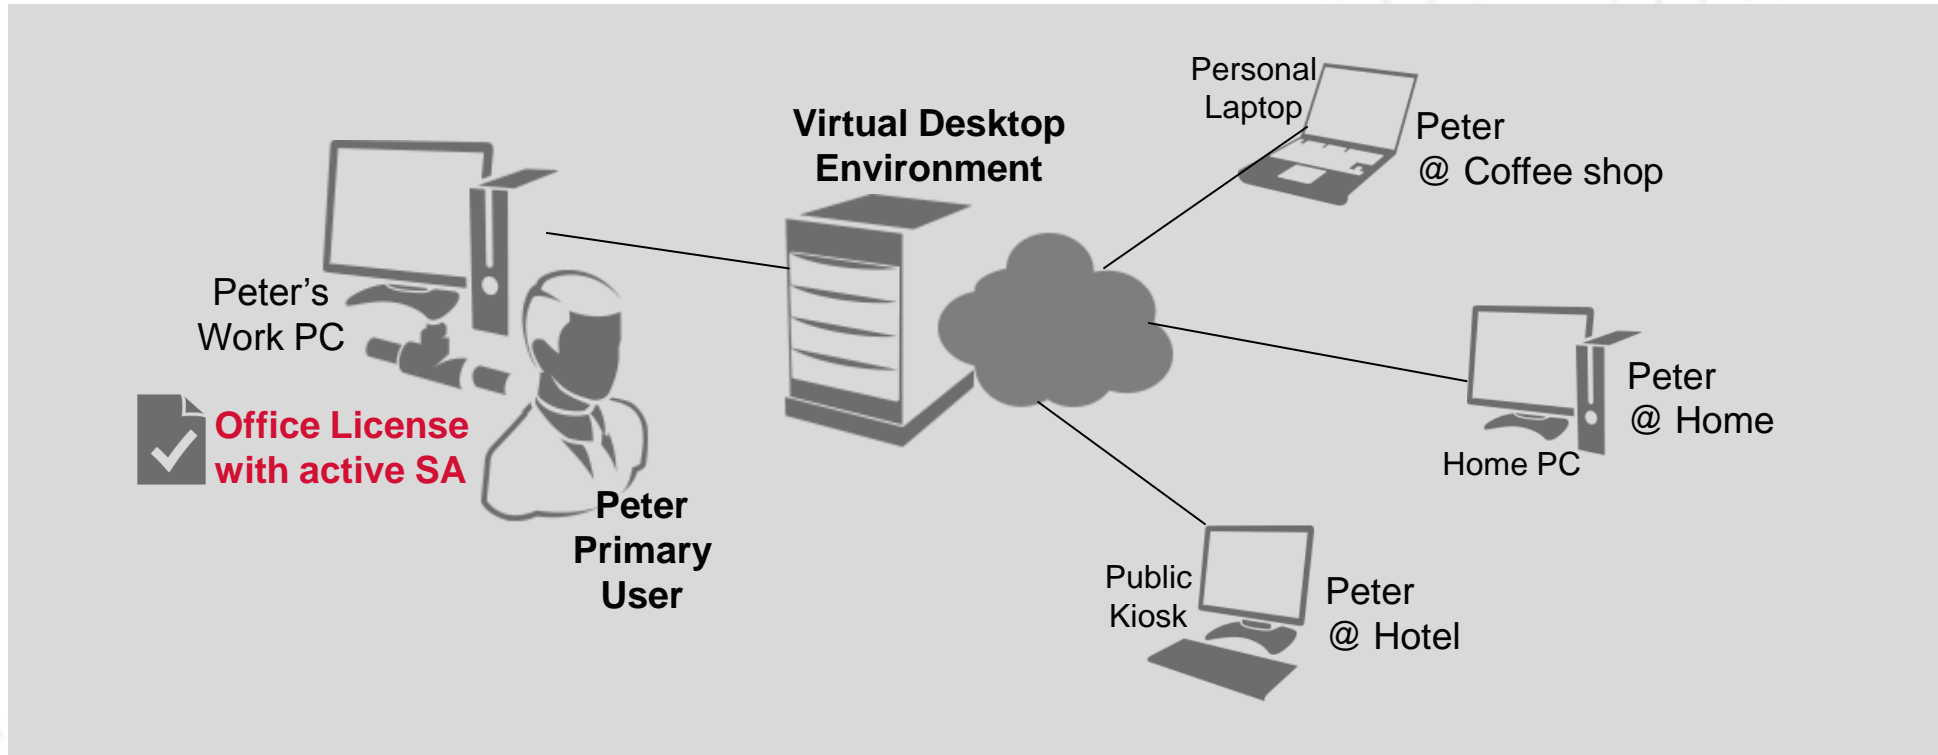 Personal
Laptop
Peter
@ Coffee shop
Virtual Desktop
Environment
Peter’s
Work PC
Office License
with active SA
Peter
Primary
User
Peter
@ Home
Home PC
Public
Kiosk
Peter
@ Hotel